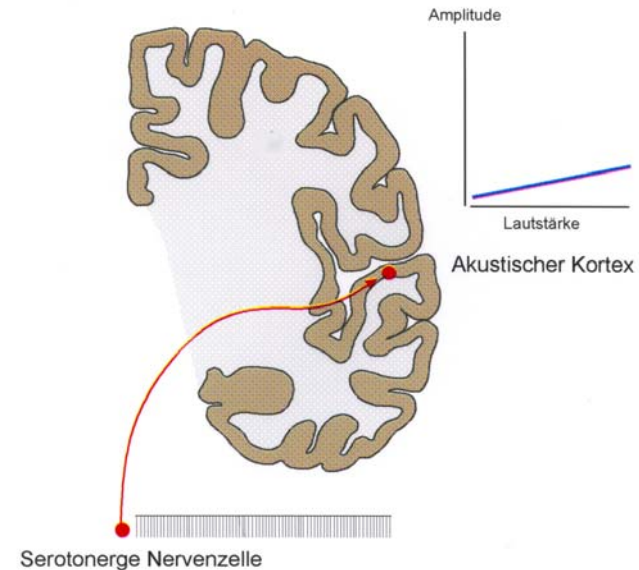 Amplitude
Lautstärke
Akustischer Kortex
Serotonerge Nervenzelle